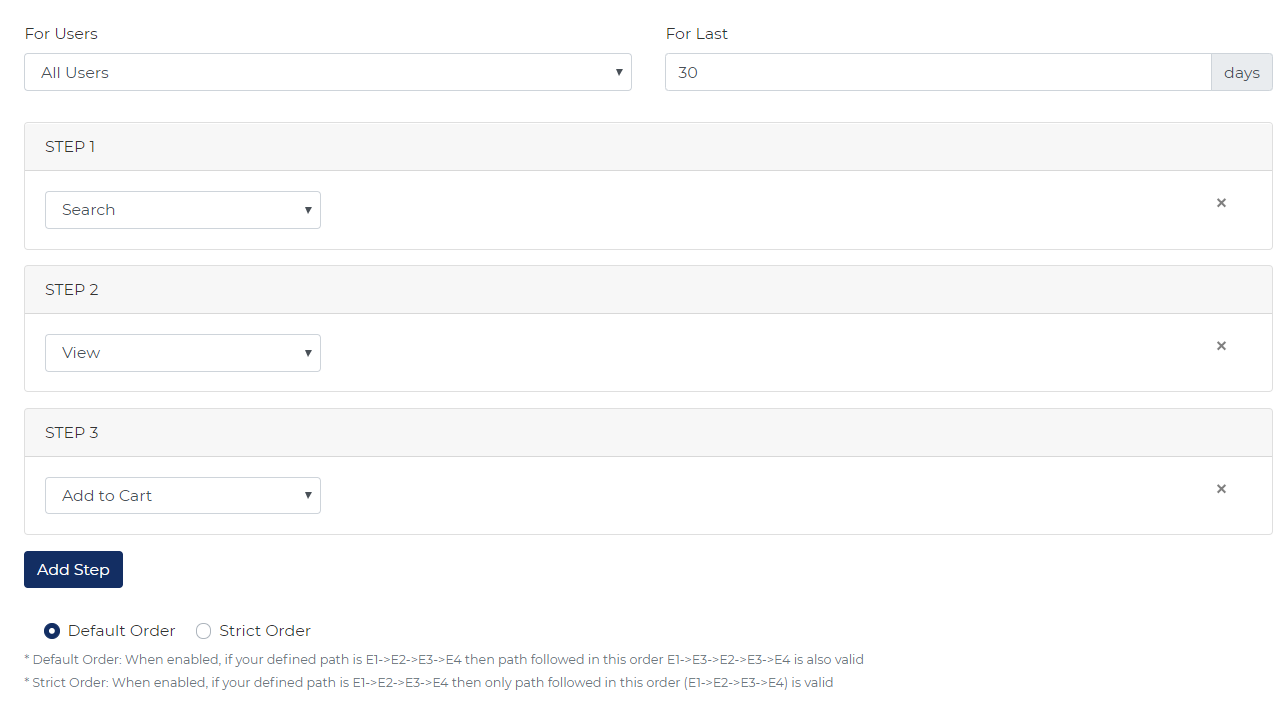 For Users
For Last
All Users
30 days
STEP 1
Search
STEP 2
View
STEP 3
Add to Cart
Add Step
Default Order Strict Order
* Default Order: When enabled, if your defined path is E1->E2->E3->E4 then path followed in this order E1->E3->E2->E3->E4 is also valid
* Strict Order: When enabled, if your defined path is E1->E2->E3->E4 then only path followed in this order (E1->E2->E3->E4) is valid